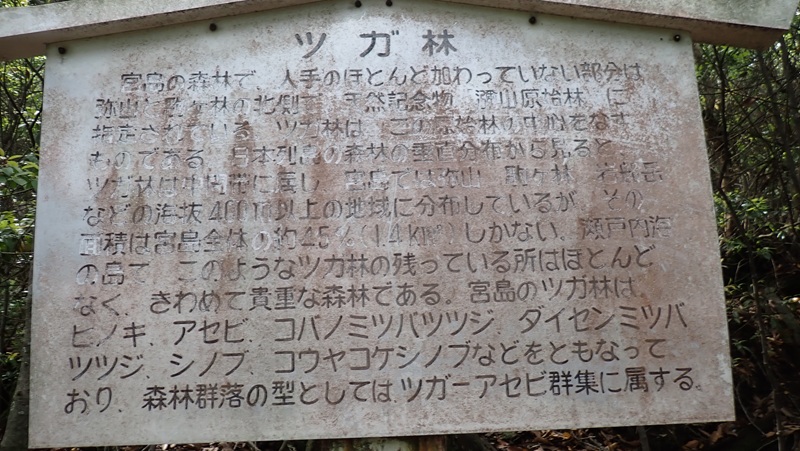 ツガ林
宮島の森林で、人手のほとんど加わっていない部分は
弥山と駒ヶ林の北側で、天然記念物「瀰山原始林」に
指定されている。ツガ林は、この原始林の中心をなす
ものである。日本列島の森林の垂直分布から見ると、
ツガ林は中間帯に属し、宮島では弥山、駒ヶ林、岩船岳
などの海抜400m以上の地域に分布しているが、その
面積は宮島全体の約4.5%(1.4km²)しかない。瀬戸内海
の島で、このようなツガ林の残っている所はほとんど
なく、きわめて貴重な森林である。宮島のツガ林は、
ヒノキ、アセビ、コバノミツバツツジ、ダイセンミツバ
ツツジ、シノブ、コウヤコケシノブなどをともなって
おり、森林群落の型としてはツガーアセビ群集に属する。